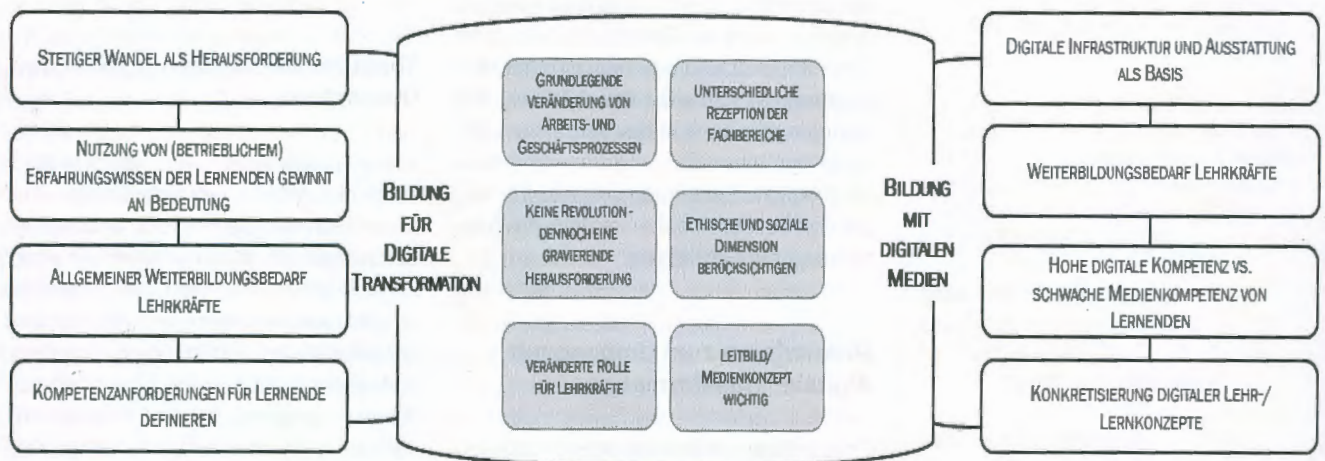 STETIGER WANDEL ALS HERAUSFORDERUNG
NUTZUNG VON (BETRIEBLICHEM)
ERFAHRUNGSWISSEN DER LERNENDEN GEWINNT
AN BEDEUTUNG
ALLGEMEINER WEITERBILDUNGSBEDARF
LEHRKRÄFTE
KOMPETENZANFORDERUNGEN FÜR LERNENDE
DEFINIEREN
BILDUNG
FÜR
DIGITALE
TRANSFORMATION
GRUNDLEGENDE
VERÄNDERUNG VON
ARBEITS- UND
GESCHÄFTSPROZESSEN
UNTERSCHIEDLICHE
REZEPTION DER
FACHBEREICHE
KEINE REVOLUTION -
DENNOCH EINE
GRAVIERENDE
HERAUSFORDERUNG
ETHISCHE UND SOZIALE
DIMENSION
BERÜCKSICHTIGEN
VERÄNDERTE ROLLE
FÜR LEHRKRÄFTE
LEITBILD/
MEDIENKONZEPT
WICHTIG
BILDUNG
MIT
DIGITALEN
MEDIEN
DIGITALE INFRASTRUKTUR UND AUSSTATTUNG
ALS BASIS
WEITERBILDUNGSBEDARF LEHRKRÄFTE
HOHE DIGITALE KOMPETENZ VS.
SCHWACHE MEDIENKOMPETENZ VON
LERNENDEN
KONKRETISIERUNG DIGITALER LEHR-/
LERNKONZEPTE